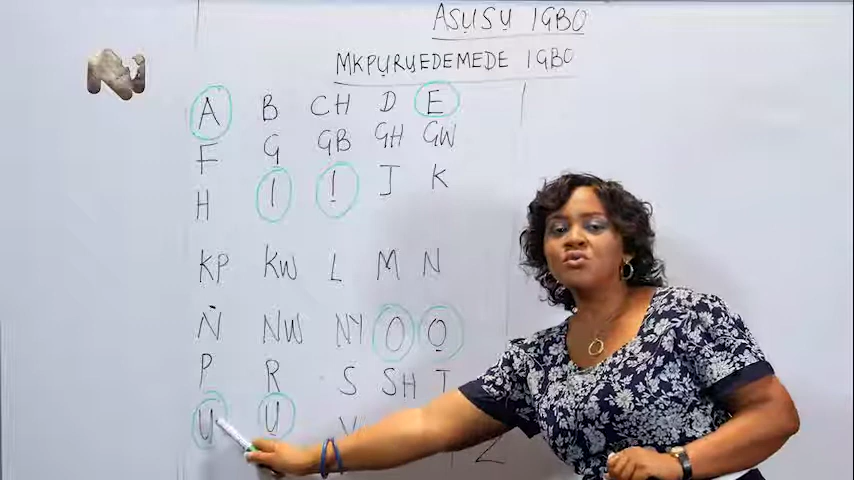 ASỤSỤ IGBO
MKPỤRỤEDEMEDE IGBO
A B CH D E
F G GB GH GW
H I Ị J K
KP KW L M N
Ṅ NW NY O Ọ
P R S SH T
U Ụ V Z
N